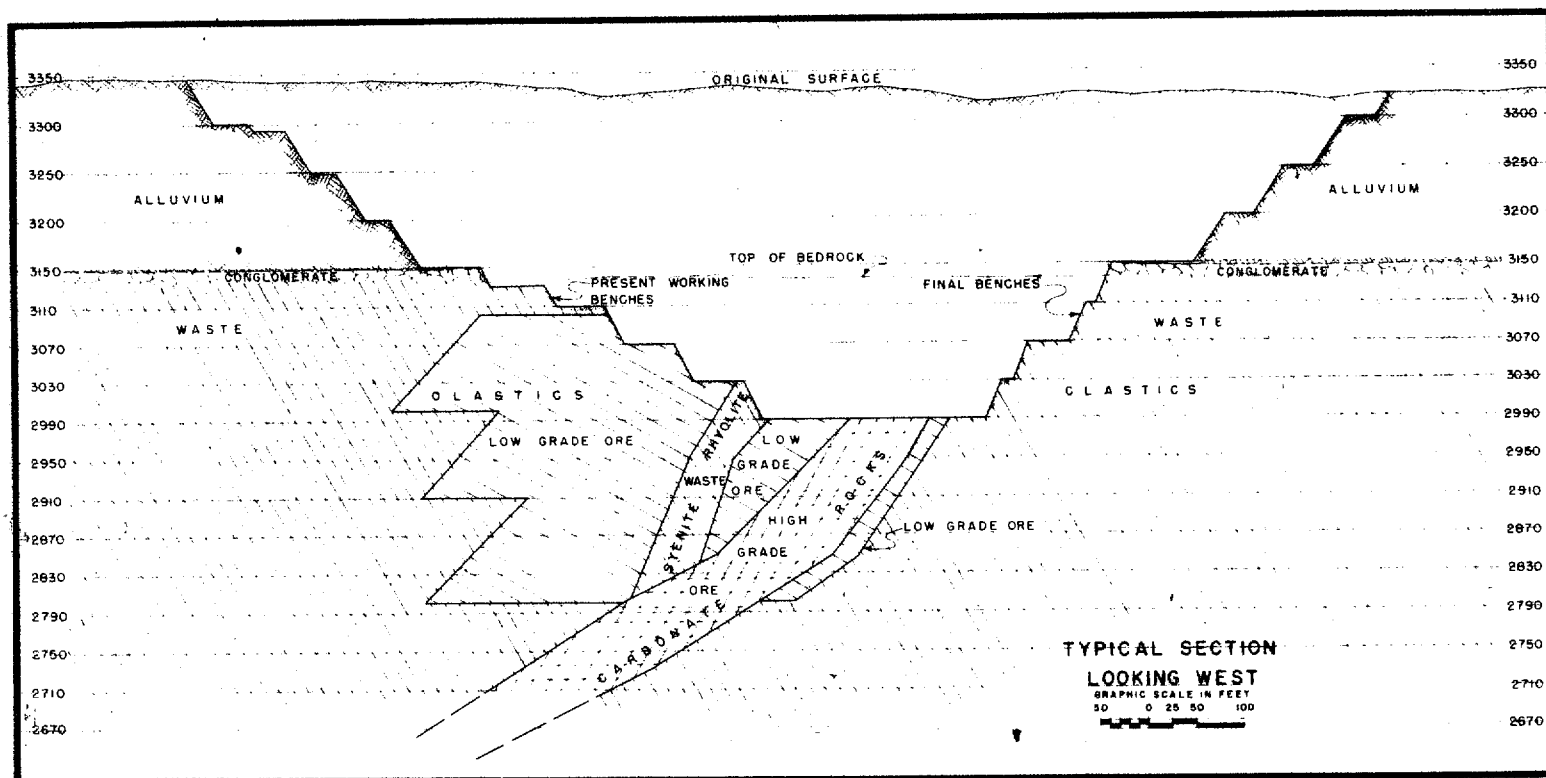 ORIGINAL SURFACE
3350 3350
3300 3300
3250 3250
ALLUVIUM ALLUVIUM
3200 3200
TOP OF BEDROCK
3150 CONGLOMERATE CONGLOMERATE 3150
PRESENT WORKING
BENCHES
FINAL BENCHES
3110 3110
WASTE WASTE
3070 3070
3030 3030
CLASTICS CLASTICS
2990 2990
LOW GRADE ORE
RHYOLITE
LOW
GRADE
ORE
2950 2950
WASTE
ROCKS
2910 2910
SYENITE
HIGH
GRADE
ORE
LOW GRADE ORE
2870 2870
2830 2830
2790 2790
CARBONATE
2750 2750
2710 2710
2670 2670
TYPICAL SECTION
LOOKING WEST
GRAPHIC SCALE IN FEET
50 0 25 50 100